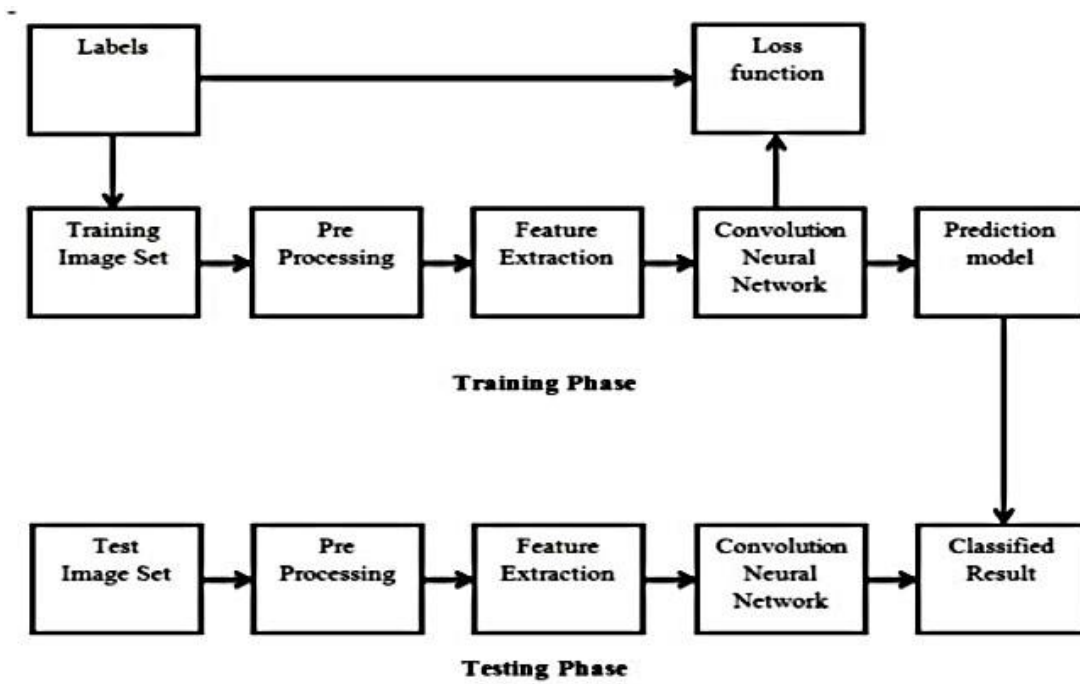 Labels
Loss
function
Training
Image Set
Pre
Processing
Feature
Extraction
Convolution
Neural
Network
Prediction
model
Training Phase
Test
Image Set
Pre
Processing
Feature
Extraction
Convolution
Neural
Network
Classified
Result
Testing Phase